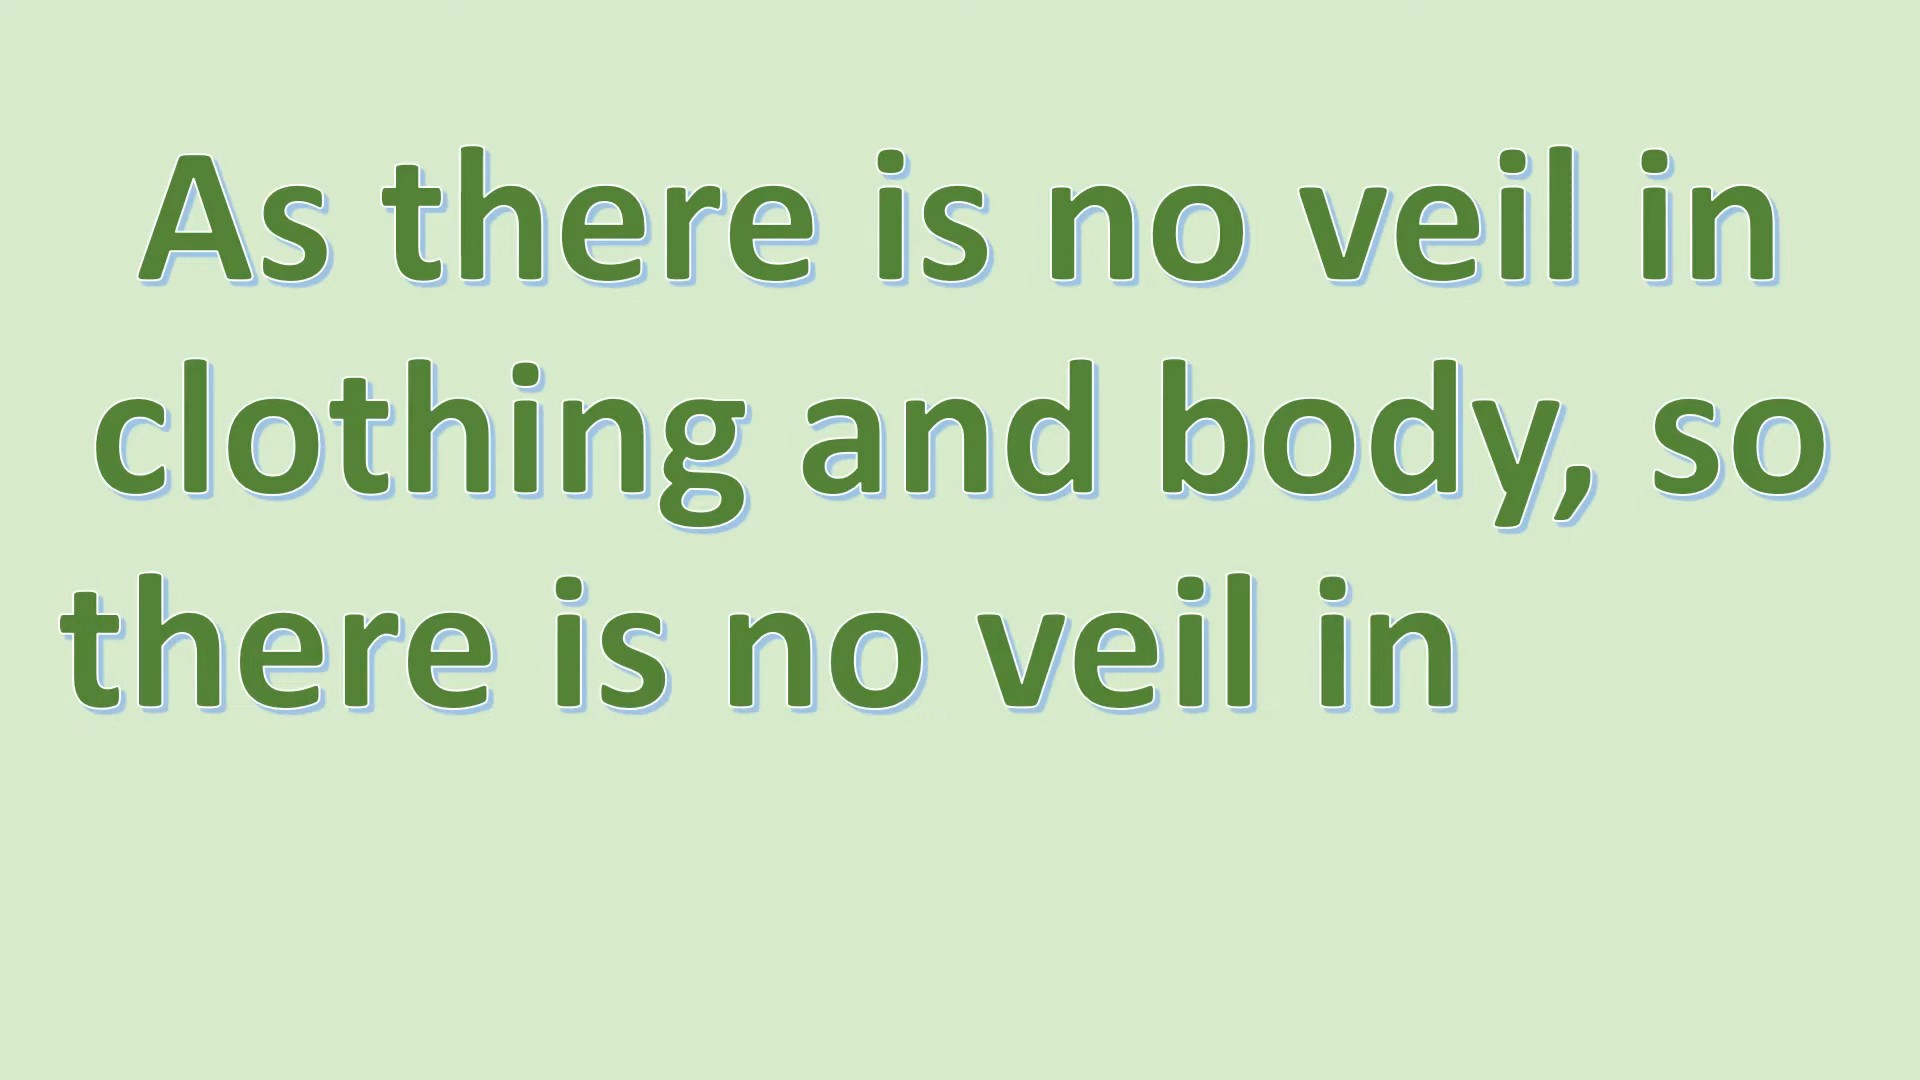 As there is no veil in
clothing and body, so
there is no veil in